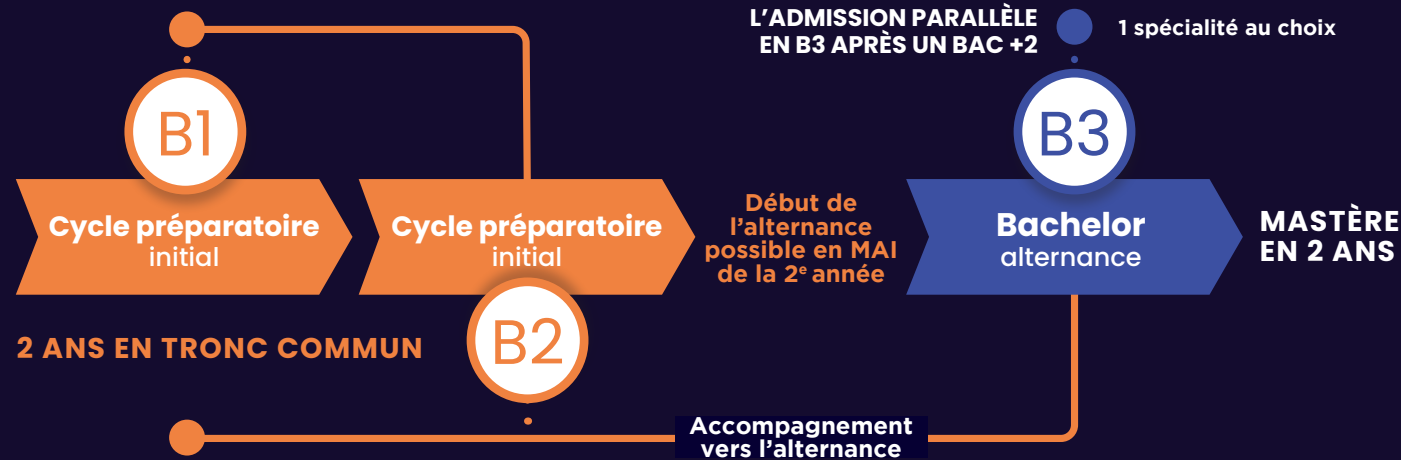 L’ADMISSION PARALLÈLE
EN B3 APRÈS UN BAC +2
1 spécialité au choix
B1
B3
Cycle préparatoire
initial
Cycle préparatoire
initial
Début de
l’alternance
possible en MAI
de la 2e année
Bachelor
alternance
MASTÈRE
EN 2 ANS
2 ANS EN TRONC COMMUN
B2
Accompagnement
vers l’alternance